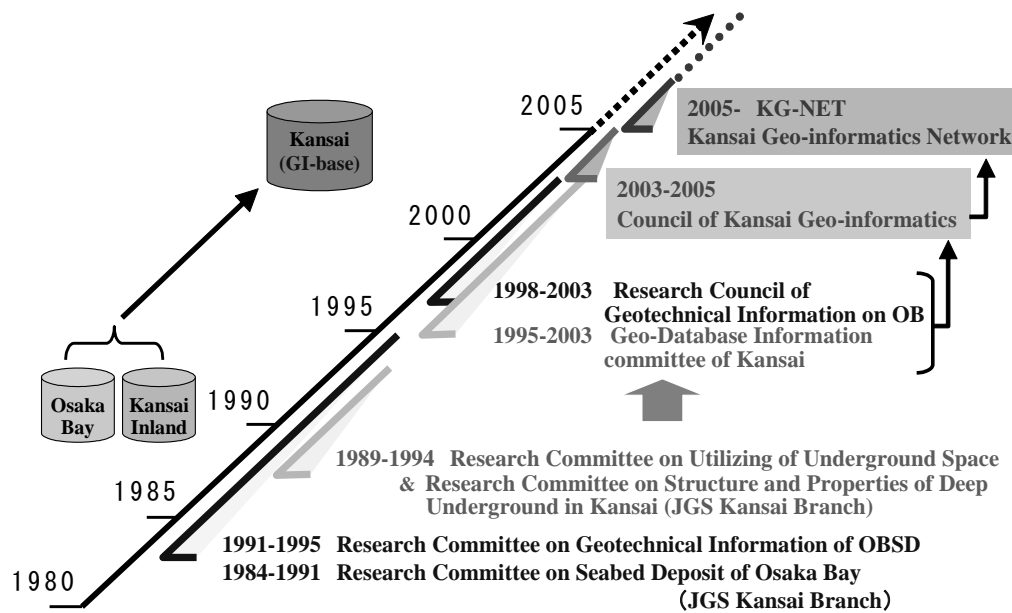 2005
2005-   KG-NET
Kansai Geo-informatics Network
Kansai
(GI-base)
2003-2005
Council of Kansai Geo-informatics
2000
1998-2003   Research Council of
Geotechnical Information on OB
1995
1995-2003   Geo-Database Information
committee of Kansai
Osaka
Bay
Kansai
Inland
1990
1989-1994   Research Committee on Utilizing of Underground Space
& Research Committee on Structure and Properties of Deep
Underground in Kansai (JGS Kansai Branch)
1985
1991-1995   Research Committee on Geotechnical Information of OBSD
1984-1991   Research Committee on Seabed Deposit of Osaka Bay
(JGS Kansai Branch)
1980